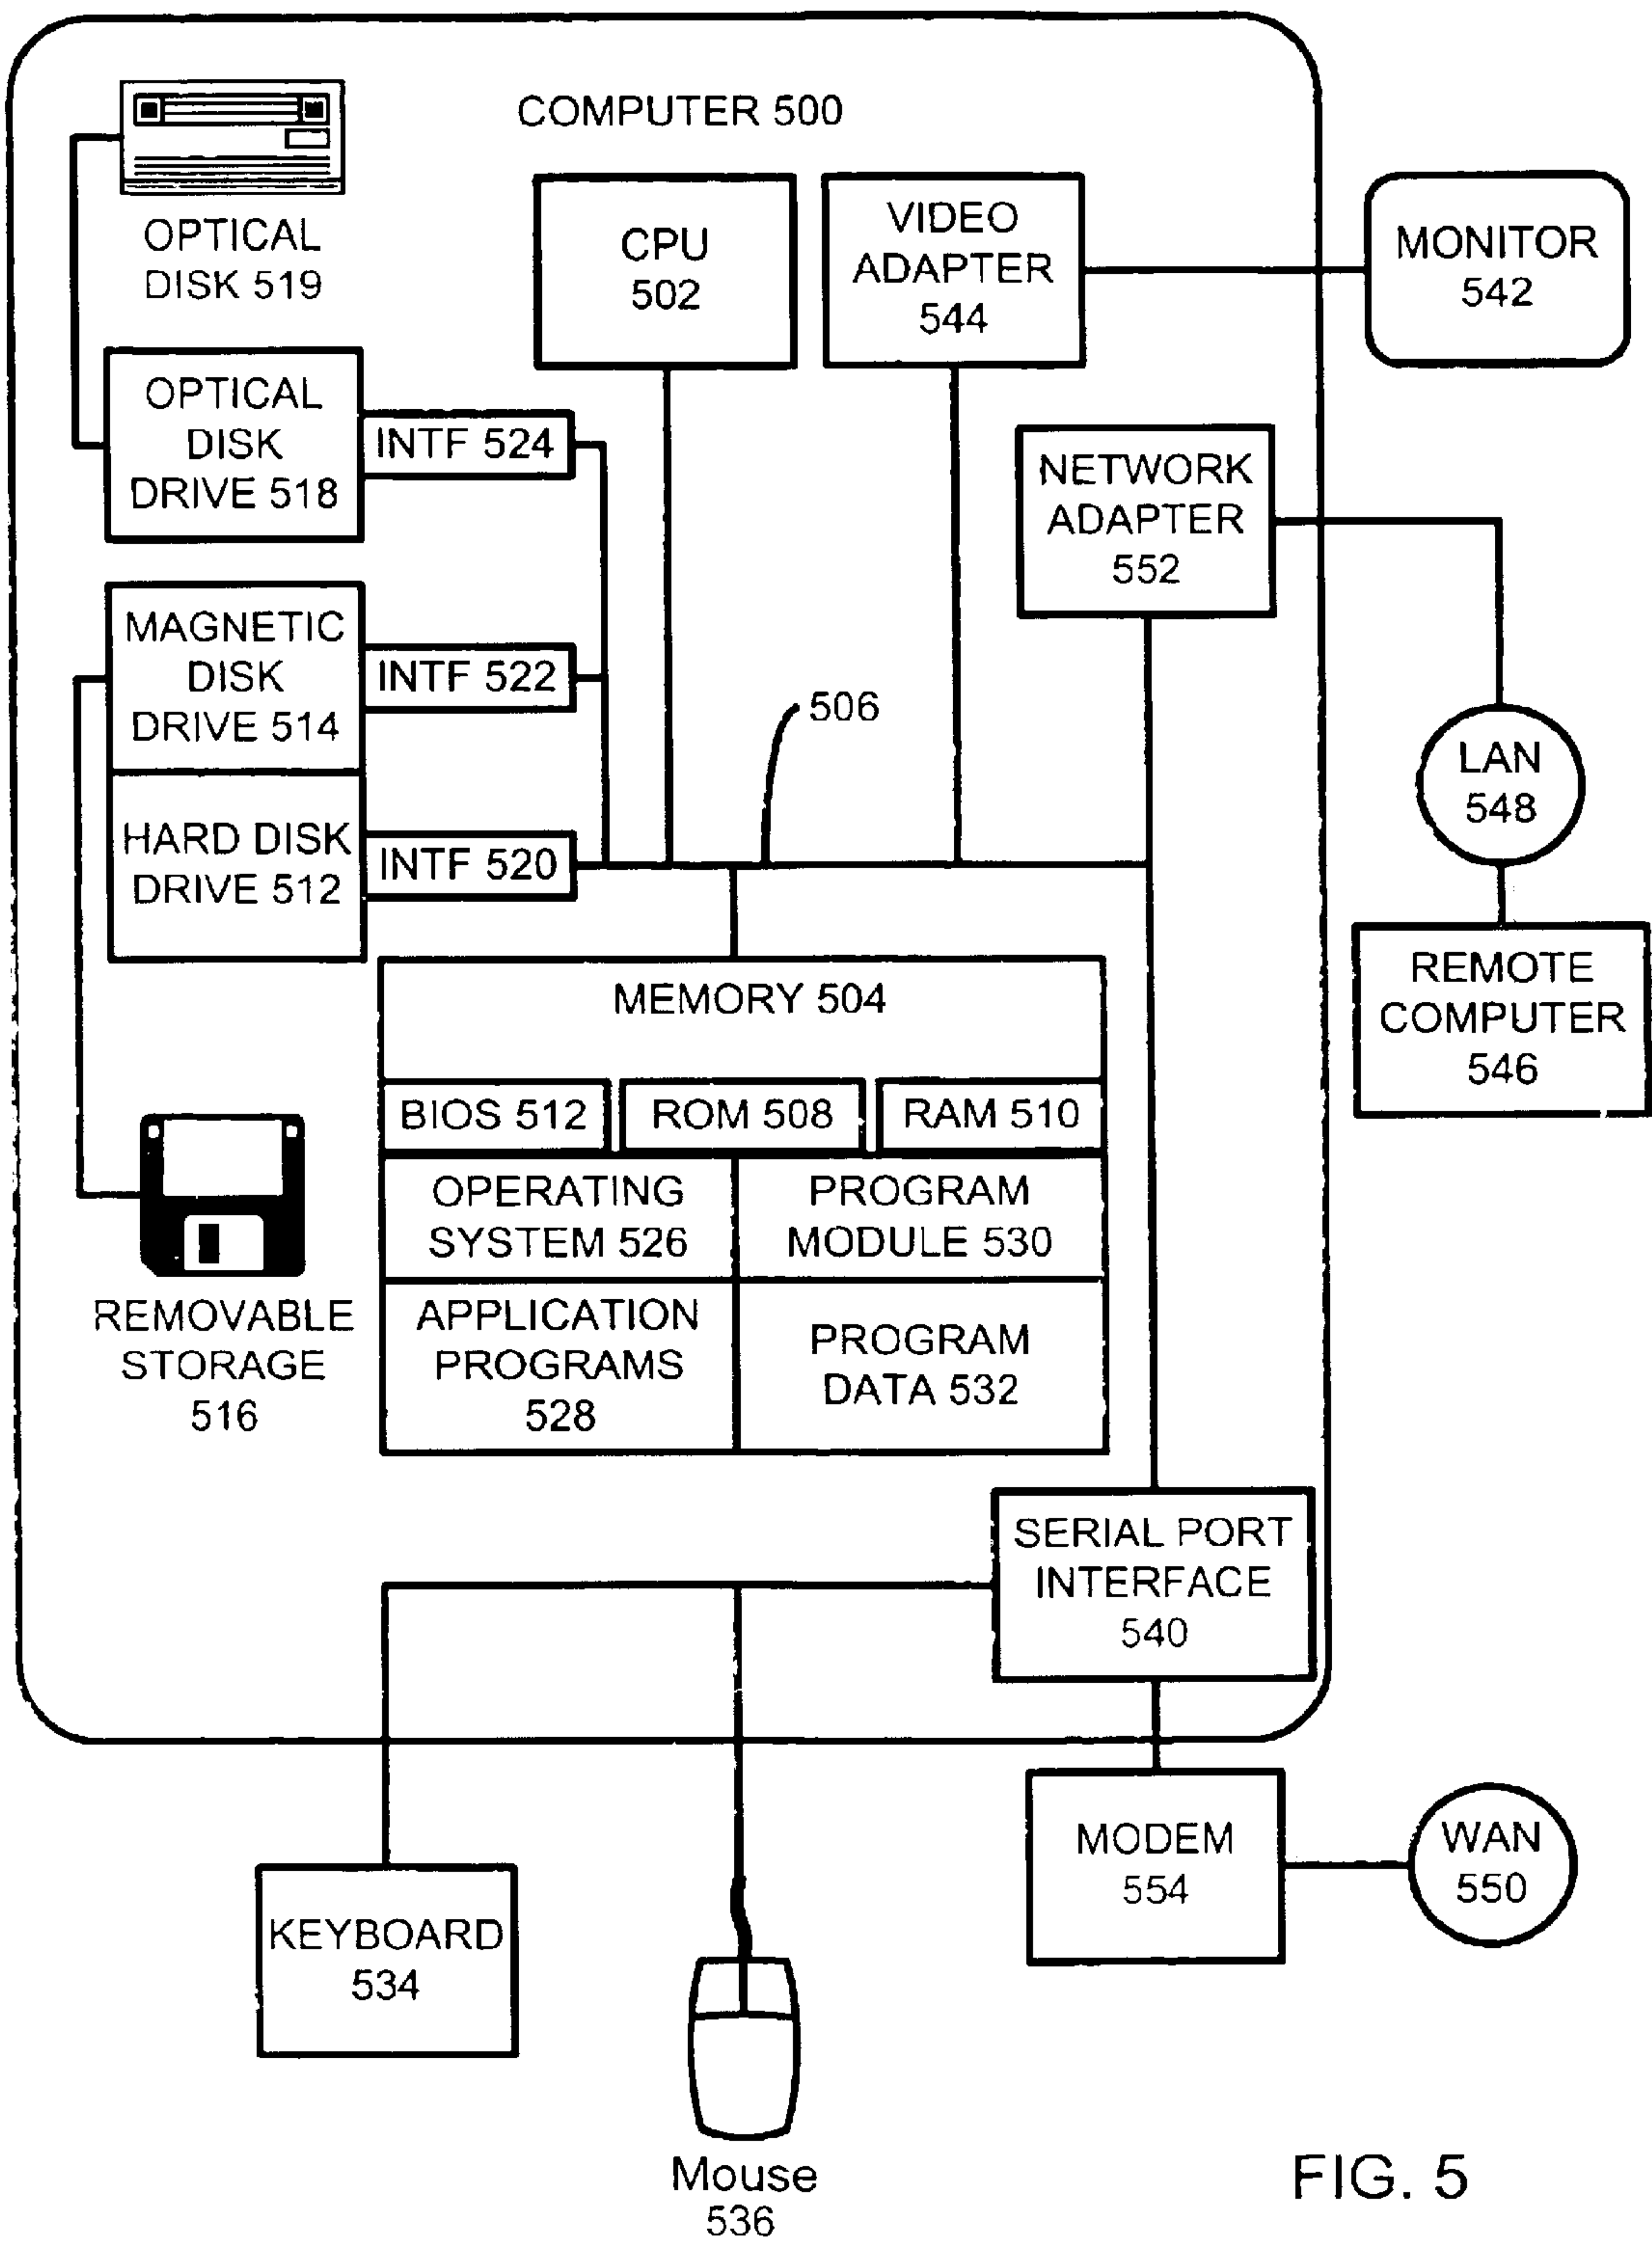 COMPUTER 500
OPTICAL
DISK 519
CPU
502
VIDEO
ADAPTER
544
MONITOR
542
OPTICAL
DISK
DRIVE 518
INTF 524
NETWORK
ADAPTER
552
MAGNETIC
DISK
DRIVE 514
INTF 522
506
LAN
548
HARD DISK
DRIVE 512
INTF 520
REMOTE
COMPUTER
546
MEMORY 504
BIOS 512
ROM 508
RAM 510
OPERATING
SYSTEM 526
PROGRAM
MODULE 530
REMOVABLE
STORAGE
516
APPLICATION
PROGRAMS
528
PROGRAM
DATA 532
SERIAL PORT
INTERFACE
540
MODEM
554
WAN
550
KEYBOARD
534
Mouse
536
FIG. 5